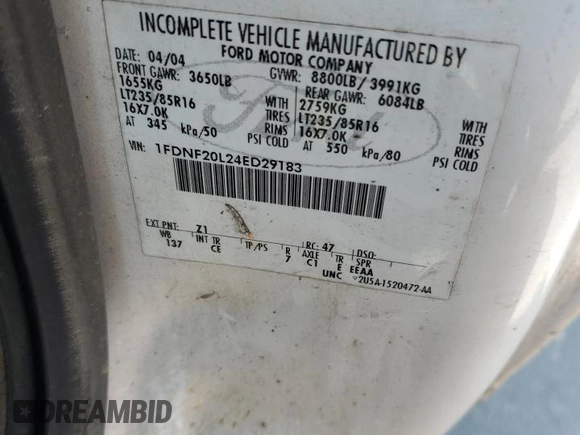 INCOMPLETE VEHICLE MANUFACTURED BY
FORD MOTOR COMPANY
DATE: 04/04 GVWR: 8800LB/3991KG
FRONT GAWR: 3650LB REAR GAWR: 6084LB
1655KG WITH 2759KG WITH
LT235/85R16 TIRES LT235/85R16 TIRES
16X7.0K RIMS 16X7.0K RIMS
AT 345 kPa/50 PSI COLD AT 550 kPa/80 PSI COLD
VIN: 1FDNF20L24ED29183
Ford
EXT PNT: Z1 RC: 47 DSO:
WB INT TR TP/PS R AXLE TR SPR
137 CE 7 C1 E EEAA
UNC 2U5A-1520472-AA
DREAMBID